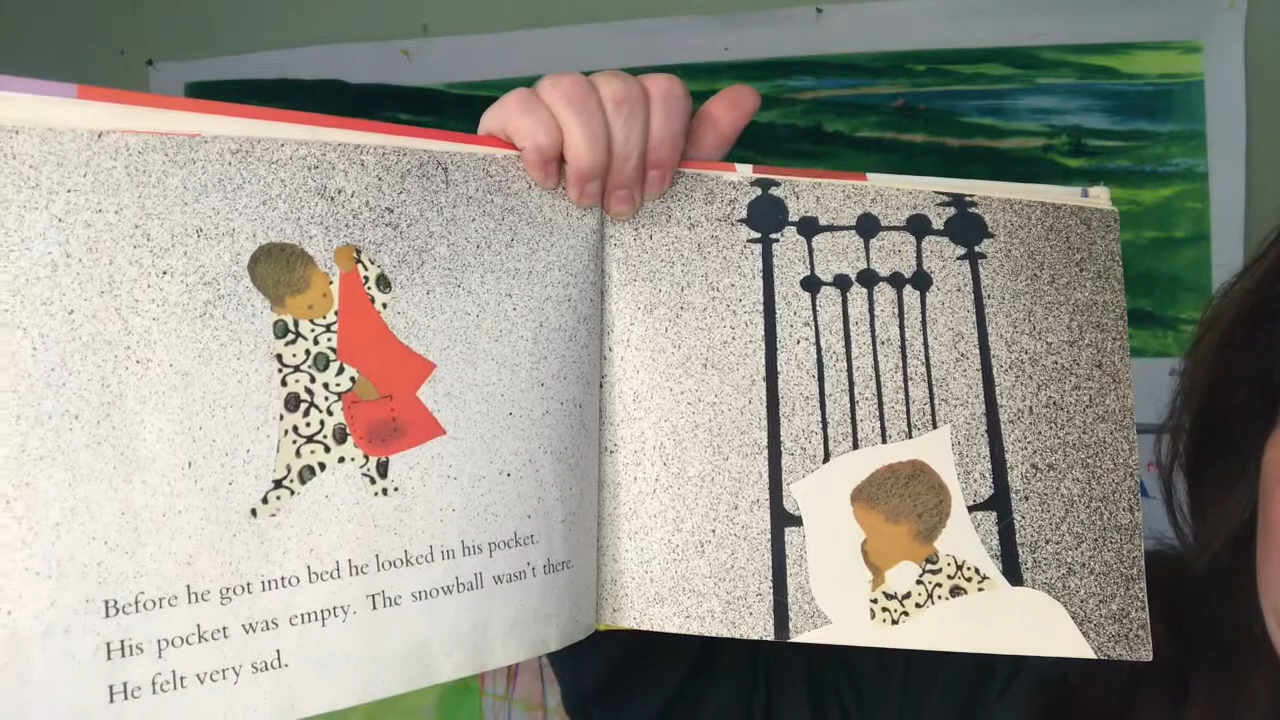 Before he got into bed he looked in his pocket.
His pocket was empty. The snowball wasn't there.
He felt very sad.